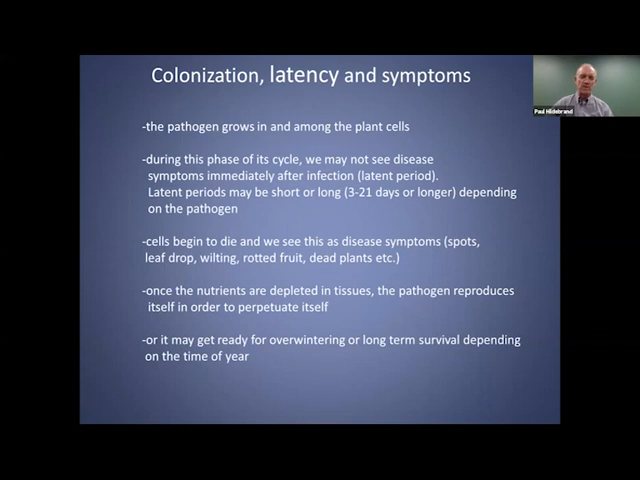 Colonization, latency and symptoms
Paul Hildebrand
-the pathogen grows in and among the plant cells
-during this phase of its cycle, we may not see disease
symptoms immediately after infection (latent period).
Latent periods may be short or long (3-21 days or longer) depending
on the pathogen
-cells begin to die and we see this as disease symptoms (spots,
leaf drop, wilting, rotted fruit, dead plants etc.)
-once the nutrients are depleted in tissues, the pathogen reproduces
itself in order to perpetuate itself
-or it may get ready for overwintering or long term survival depending
on the time of year